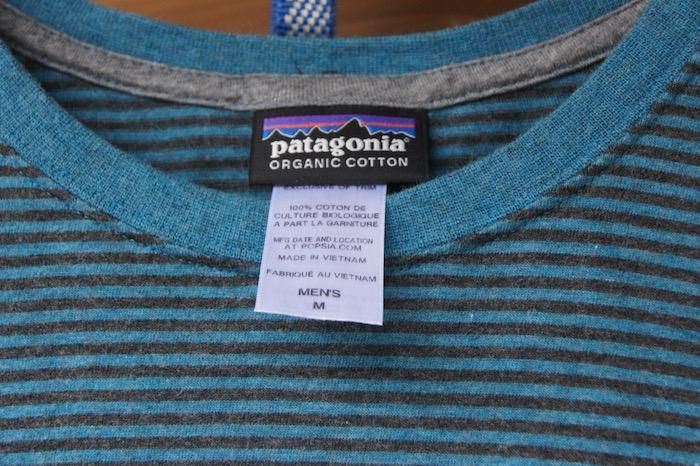 patagonia®
ORGANIC COTTON
EXCLUSIVE OF TRIM
100% COTON DE
CULTURE BIOLOGIQUE
A PART LA GARNITURE
MFG DATE AND LOCATION
AT PCPSIA.COM
MADE IN VIETNAM
FABRIQUÉ AU VIETNAM
MEN'S
M